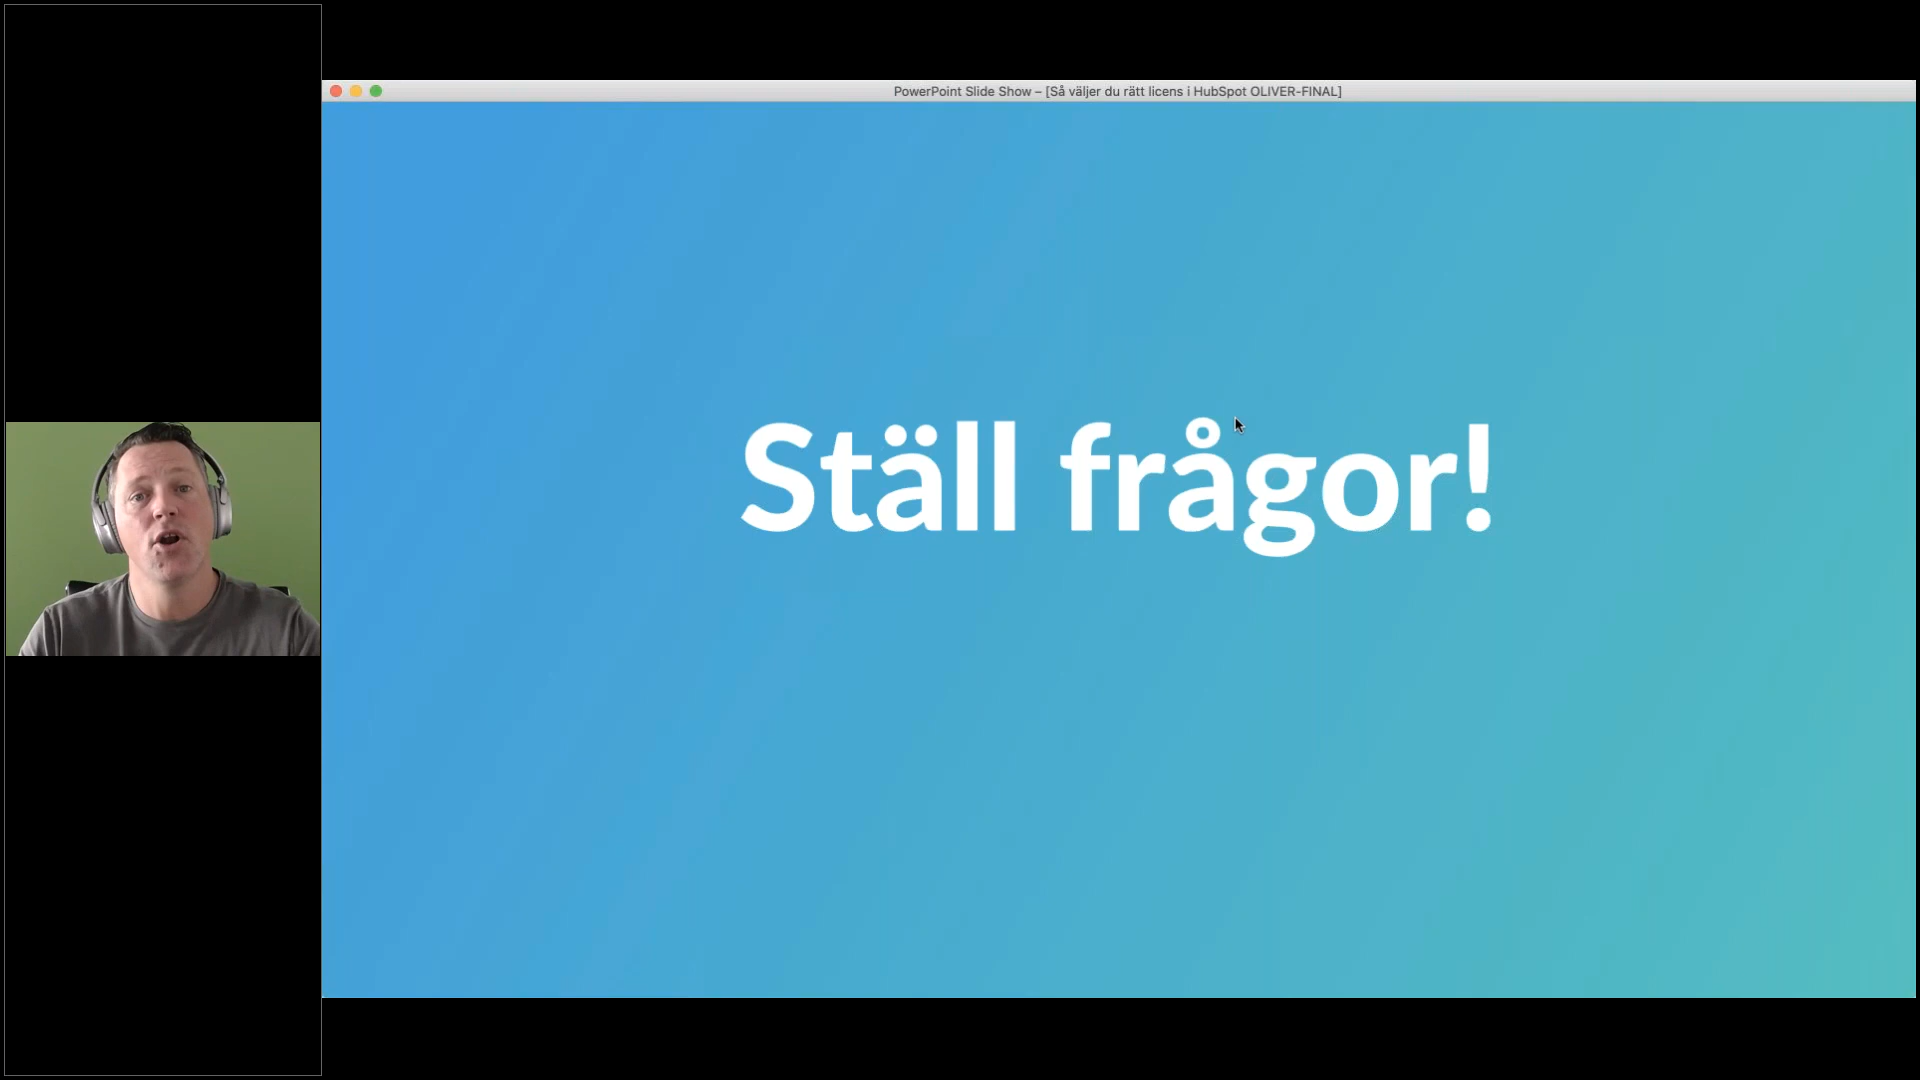 PowerPoint Slide Show – [Så väljer du rätt licens i HubSpot OLIVER-FINAL]
Ställ frågor!